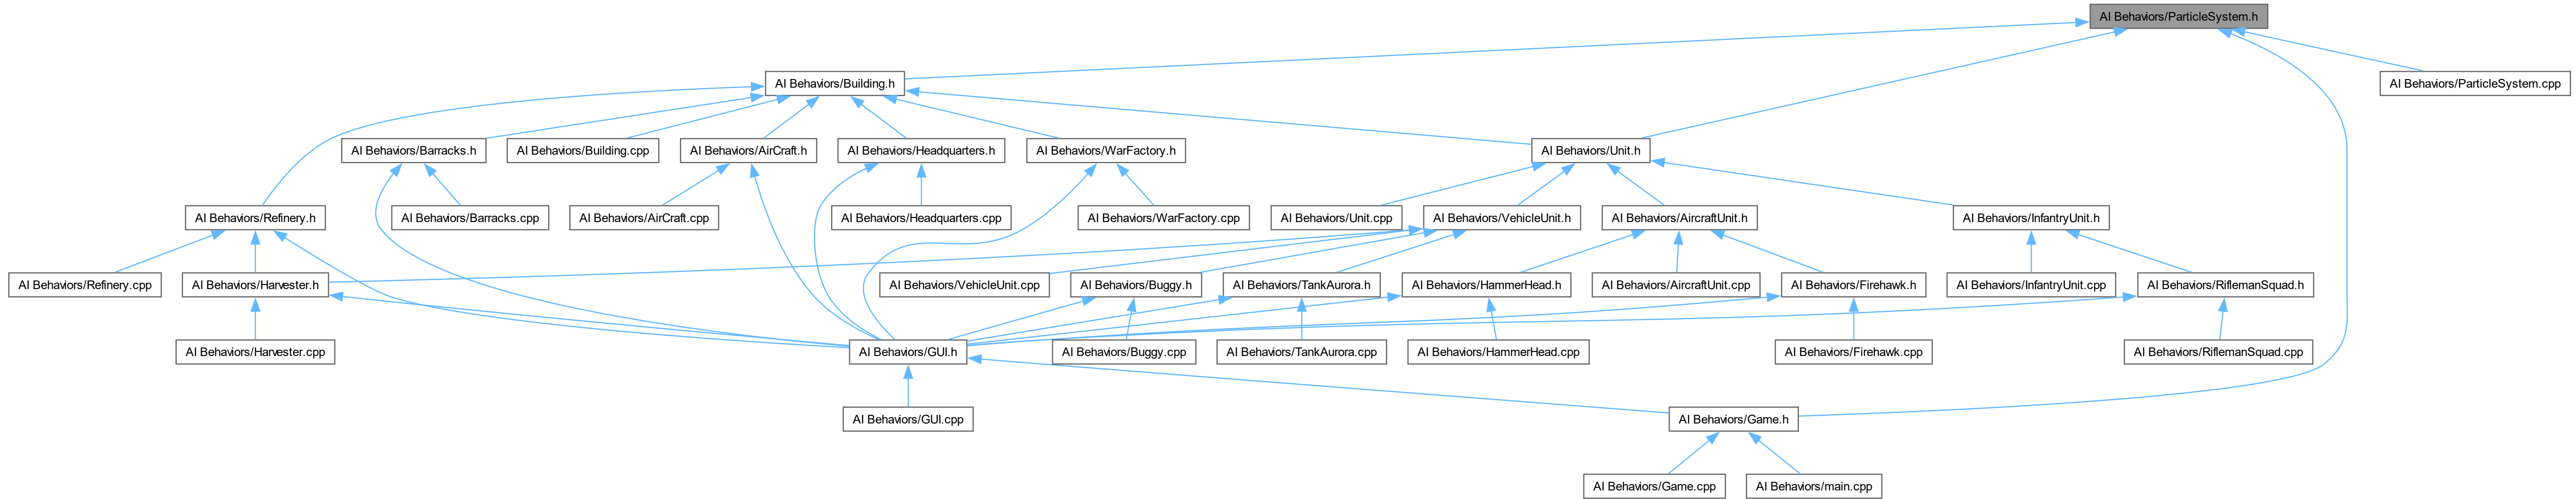 AI Behaviors/ParticleSystem.h
AI Behaviors/Building.h
AI Behaviors/ParticleSystem.cpp
AI Behaviors/Barracks.h
AI Behaviors/Building.cpp
AI Behaviors/AirCraft.h
AI Behaviors/Headquarters.h
AI Behaviors/WarFactory.h
AI Behaviors/Unit.h
AI Behaviors/Refinery.h
AI Behaviors/Barracks.cpp
AI Behaviors/AirCraft.cpp
AI Behaviors/Headquarters.cpp
AI Behaviors/WarFactory.cpp
AI Behaviors/Unit.cpp
AI Behaviors/VehicleUnit.h
AI Behaviors/AircraftUnit.h
AI Behaviors/InfantryUnit.h
AI Behaviors/Refinery.cpp
AI Behaviors/Harvester.h
AI Behaviors/VehicleUnit.cpp
AI Behaviors/Buggy.h
AI Behaviors/TankAurora.h
AI Behaviors/HammerHead.h
AI Behaviors/AircraftUnit.cpp
AI Behaviors/Firehawk.h
AI Behaviors/InfantryUnit.cpp
AI Behaviors/RiflemanSquad.h
AI Behaviors/Harvester.cpp
AI Behaviors/GUI.h
AI Behaviors/Buggy.cpp
AI Behaviors/TankAurora.cpp
AI Behaviors/HammerHead.cpp
AI Behaviors/Firehawk.cpp
AI Behaviors/RiflemanSquad.cpp
AI Behaviors/GUI.cpp
AI Behaviors/Game.h
AI Behaviors/Game.cpp
AI Behaviors/main.cpp